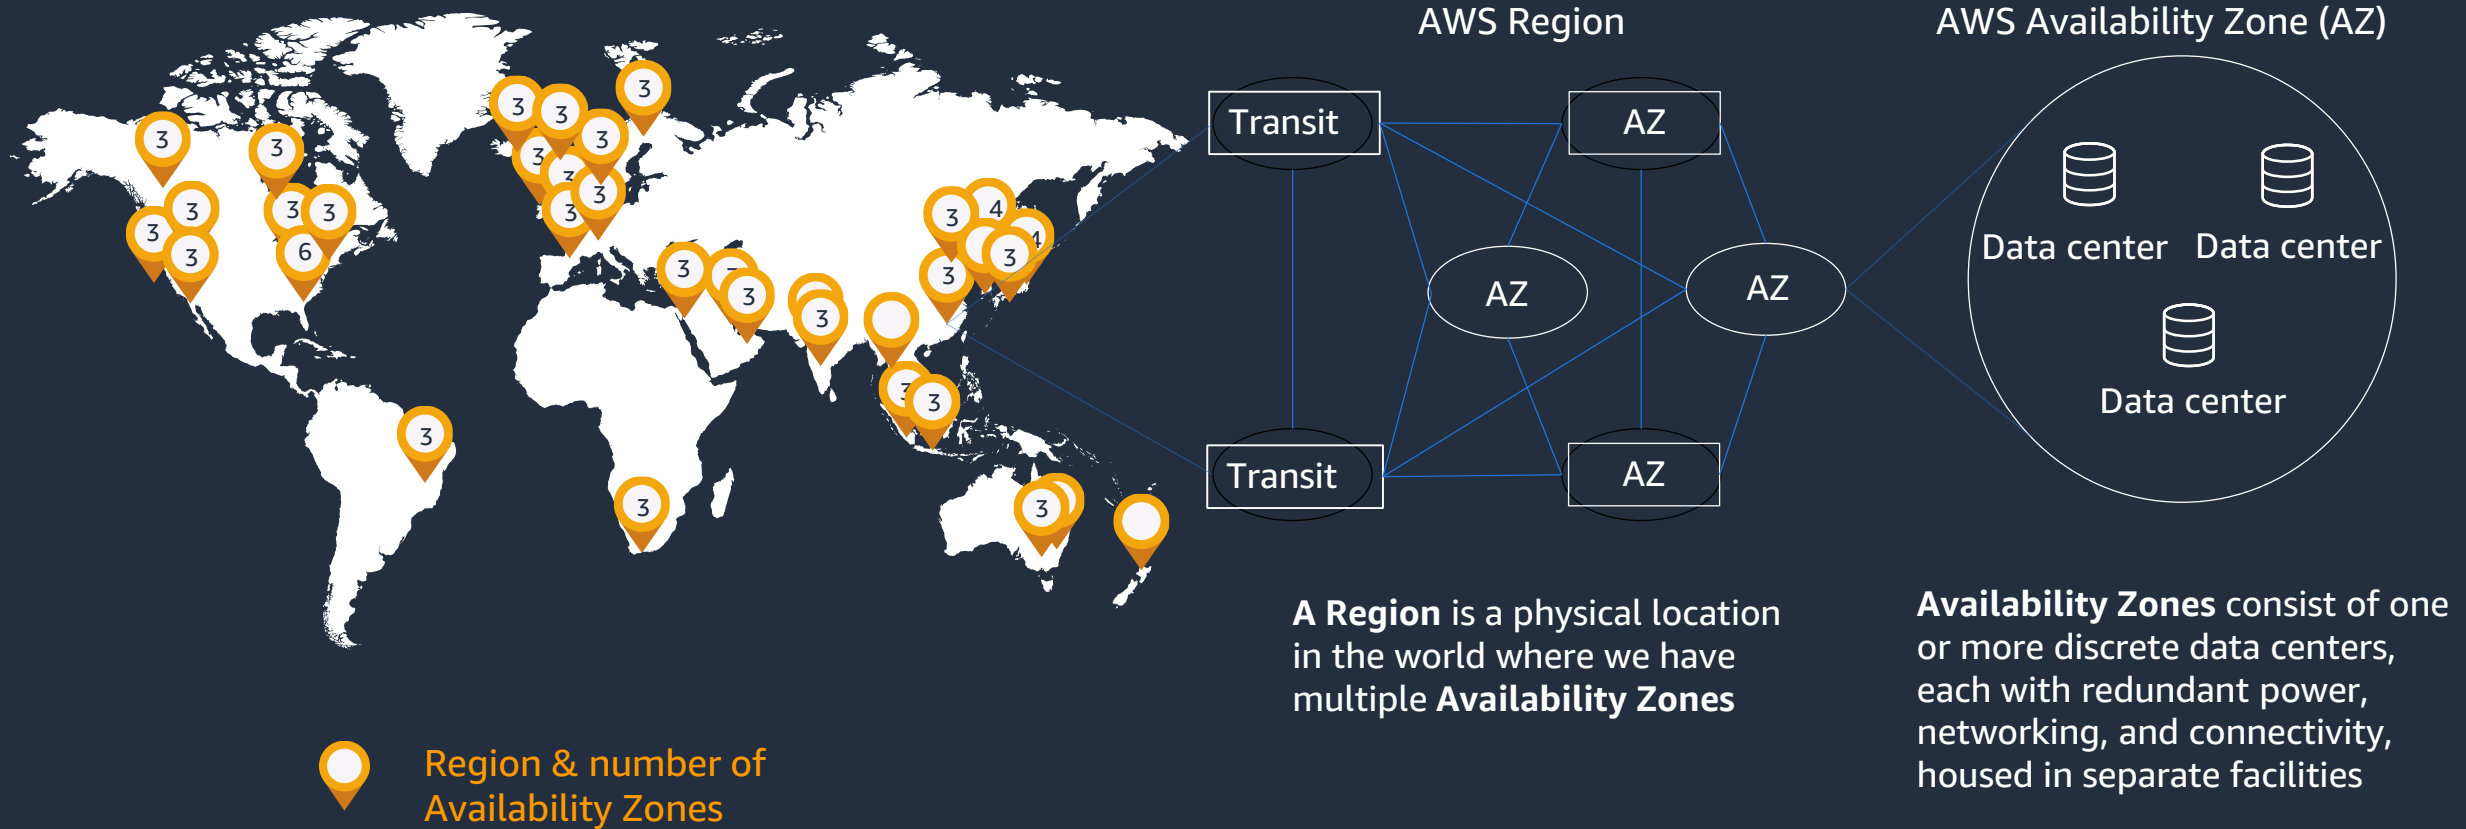 AWS Region
AWS Availability Zone (AZ)
3
3
3
3
3
3
3
3
3
6
3
3
3
3
3
3
3
3
3
3
4
4
3
3
3
3
3
3
3
3
3
3
Transit
AZ
AZ
AZ
Transit
AZ
Data center
Data center
Data center
A Region is a physical location
in the world where we have
multiple Availability Zones
Availability Zones consist of one
or more discrete data centers,
each with redundant power,
networking, and connectivity,
housed in separate facilities
Region & number of
Availability Zones